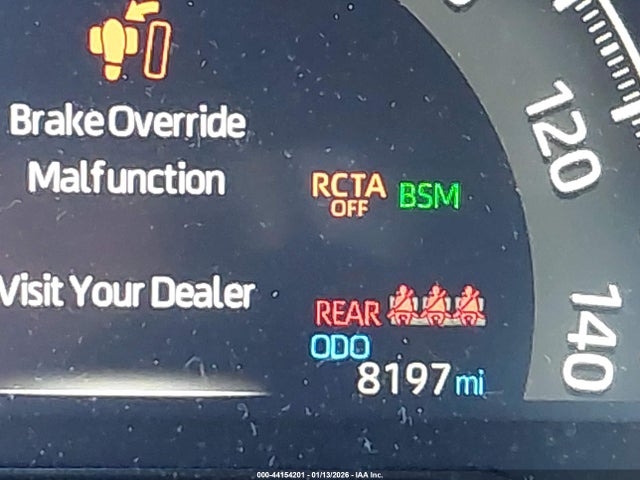 Brake Override
Malfunction
Visit Your Dealer
RCTA BSM
OFF
REAR
ODO
8197 mi
120
140
000-44154201 - 01/13/2026 - IAA Inc.